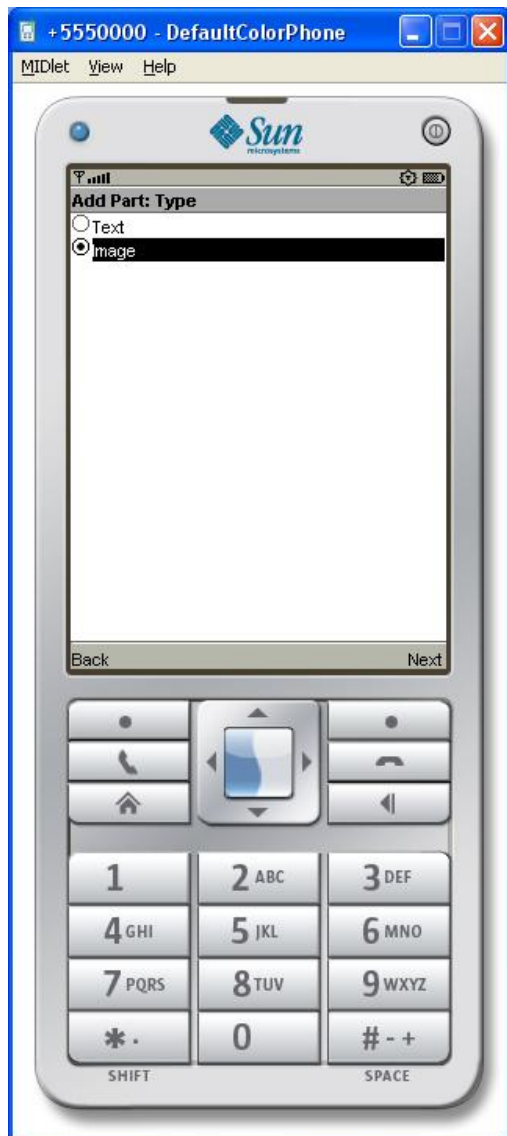 +5550000 - DefaultColorPhone
MIDlet View Help
Sun
microsystems
Add Part: Type
Text
Image
Back Next
1 2 ABC 3 DEF
4 GHI 5 JKL 6 MNO
7 PQRS 8 TUV 9 WXYZ
* . 0 # - +
SHIFT SPACE